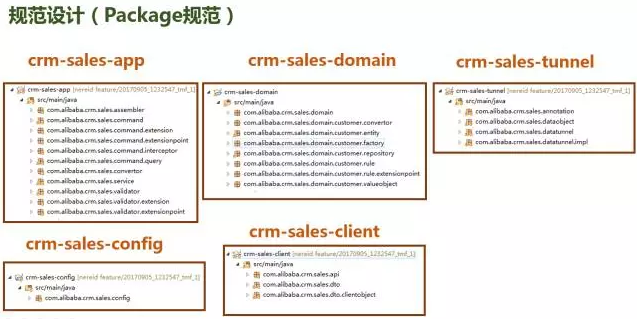 规范设计（Package规范）
crm-sales-app
crm-sales-app [nereid feature/20170905_1232547_tmf_1]
src/main/java
com.alibaba.crm.sales.assembler
com.alibaba.crm.sales.command
com.alibaba.crm.sales.command.extension
com.alibaba.crm.sales.command.extensionpoint
com.alibaba.crm.sales.command.interceptor
com.alibaba.crm.sales.command.query
com.alibaba.crm.sales.convertor
com.alibaba.crm.sales.service
com.alibaba.crm.sales.validator
com.alibaba.crm.sales.validator.extension
com.alibaba.crm.sales.validator.extensionpoint
crm-sales-domain
crm-sales-domain [nereid feature/20170905_1232547_tmf_1]
src/main/java
com.alibaba.crm.sales.domain
com.alibaba.crm.sales.domain.customer.convertor
com.alibaba.crm.sales.domain.customer.entity
com.alibaba.crm.sales.domain.customer.factory
com.alibaba.crm.sales.domain.customer.repository
com.alibaba.crm.sales.domain.customer.rule
com.alibaba.crm.sales.domain.customer.rule.extensionpoint
com.alibaba.crm.sales.domain.customer.valueobject
crm-sales-tunnel
crm-sales-tunnel [nereid feature/20170905_1232547_tmf_1]
src/main/java
com.alibaba.crm.sales.annotation
com.alibaba.crm.sales.dataobject
com.alibaba.crm.sales.datatunnel
com.alibaba.crm.sales.datatunnel.impl
crm-sales-config
crm-sales-config [nereid feature/20170905_1232547_tmf_1]
src/main/java
com.alibaba.crm.sales.config
crm-sales-client
crm-sales-client [nereid feature/20170905_1232547_tmf_1]
src/main/java
com.alibaba.crm.sales.api
com.alibaba.crm.sales.dto
com.alibaba.crm.sales.dto.clientobject